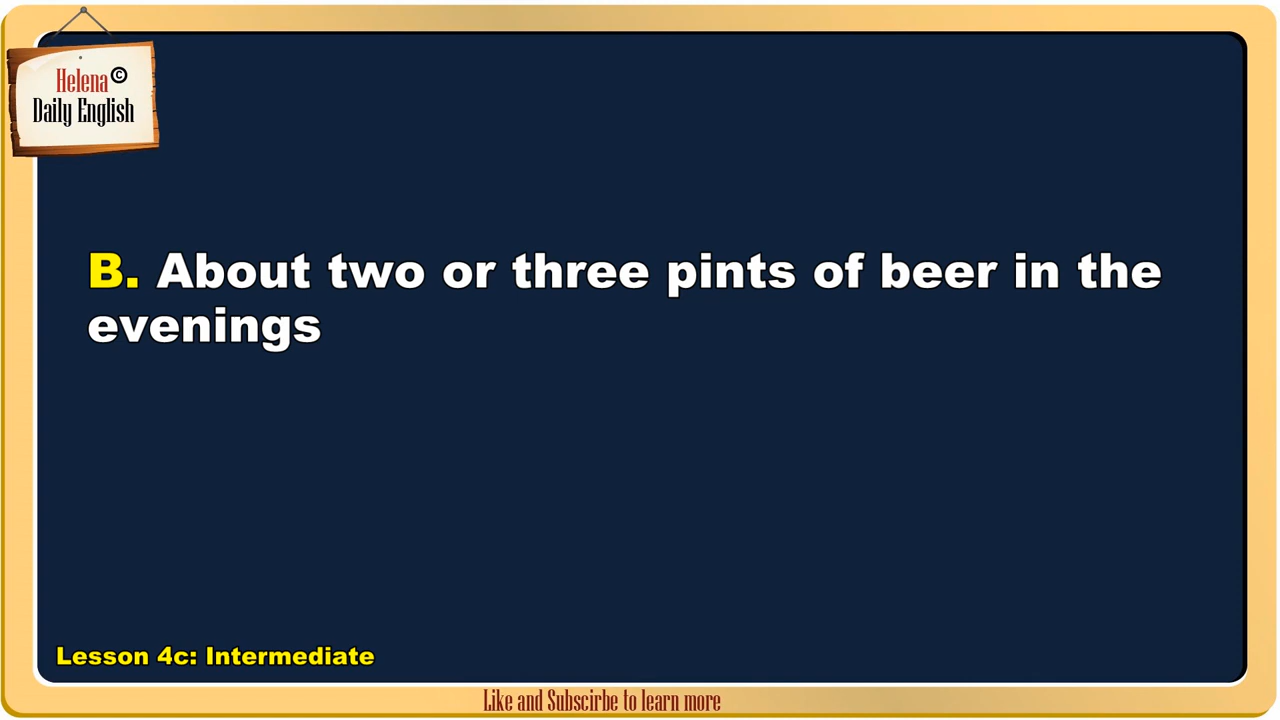 Helena ©
Daily English
B. About two or three pints of beer in the
evenings
Lesson 4c: Intermediate
Like and Subscirbe to learn more